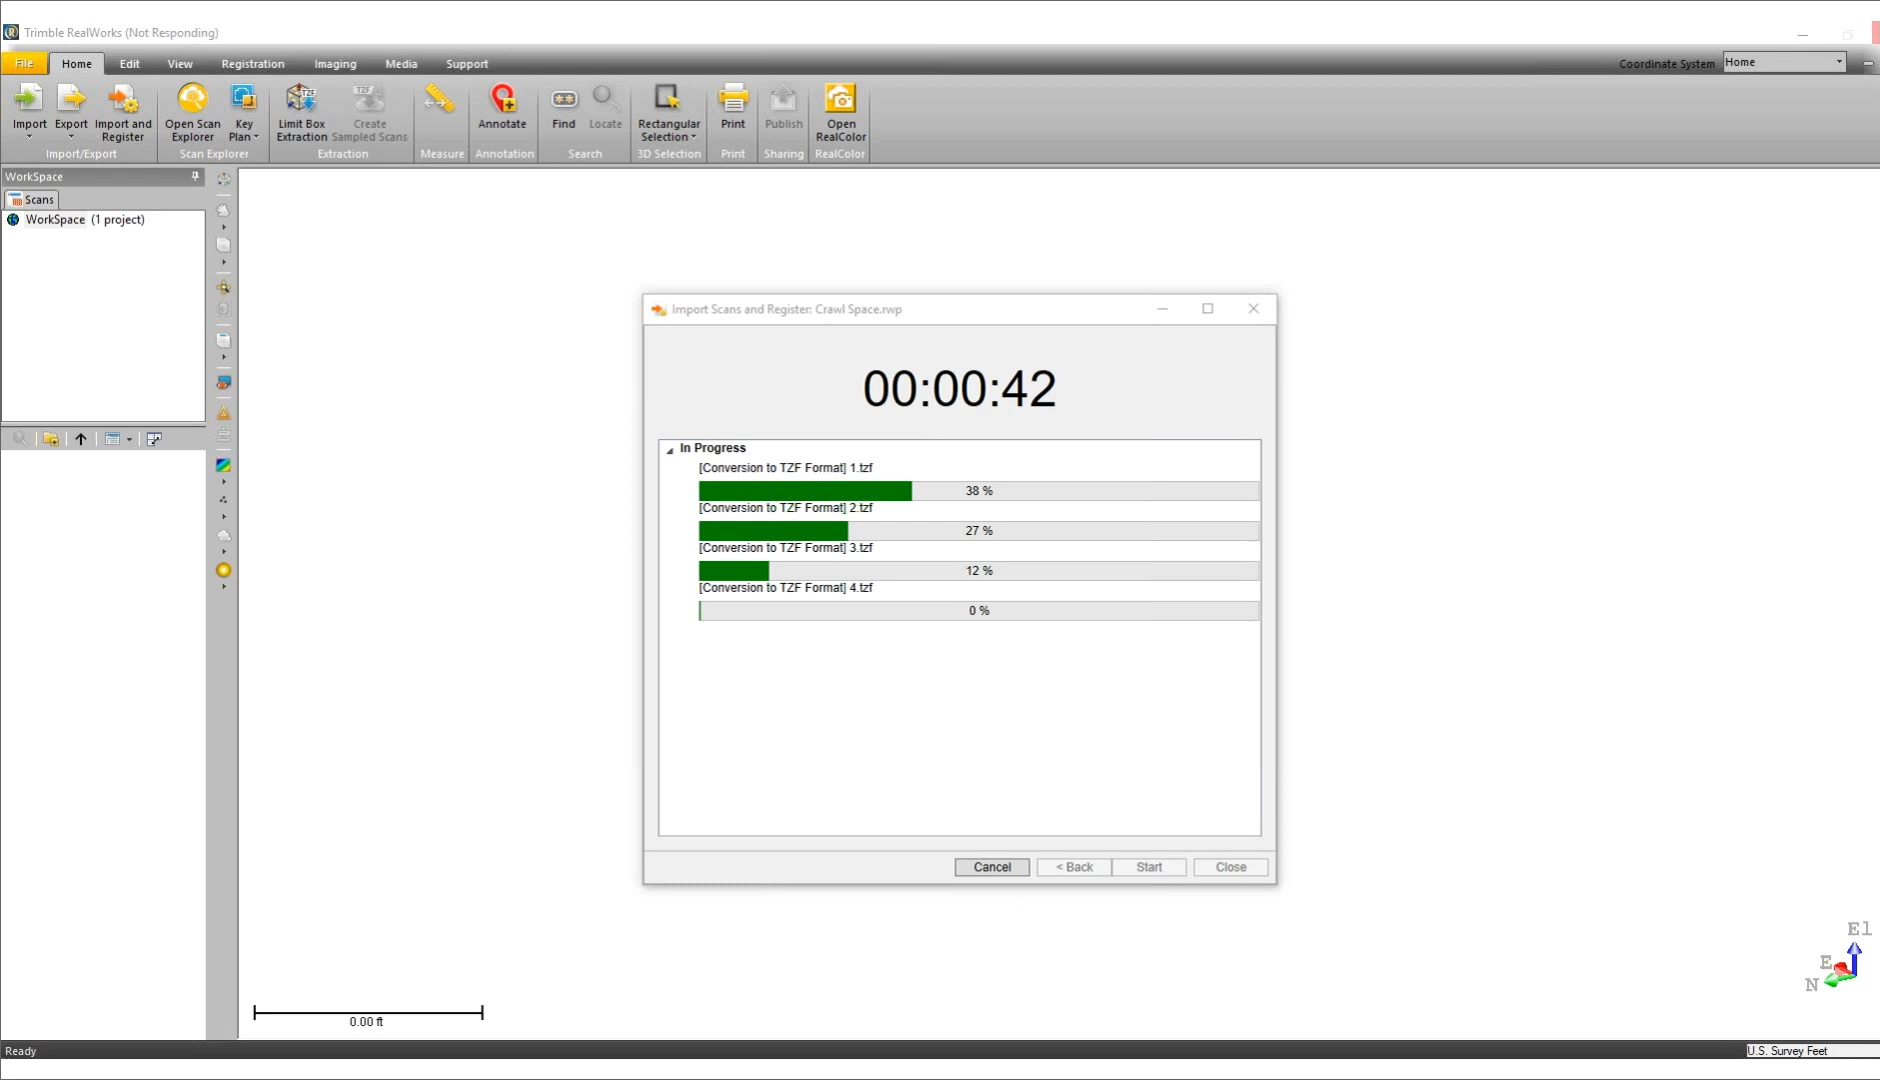 Trimble RealWorks (Not Responding)
File Home Edit View Registration Imaging Media Support Coordinate System Home
Import Export Import and Register Open Scan Explorer Key Plan Limit Box Extraction Create Sampled Scans Annotate Find Locate Rectangular Selection Print Publish Open RealColor
Import/Export Scan Explorer Extraction Measure Annotation Search 3D Selection Print Sharing RealColor
WorkSpace
Scans
WorkSpace (1 project)
Import Scans and Register: Crawl Space.rwp
00:00:42
In Progress
[Conversion to TZF Format] 1.tzf
38 %
[Conversion to TZF Format] 2.tzf
27 %
[Conversion to TZF Format] 3.tzf
12 %
[Conversion to TZF Format] 4.tzf
0 %
Cancel < Back Start Close
El
E
N
0.00 ft
Ready U.S. Survey Feet